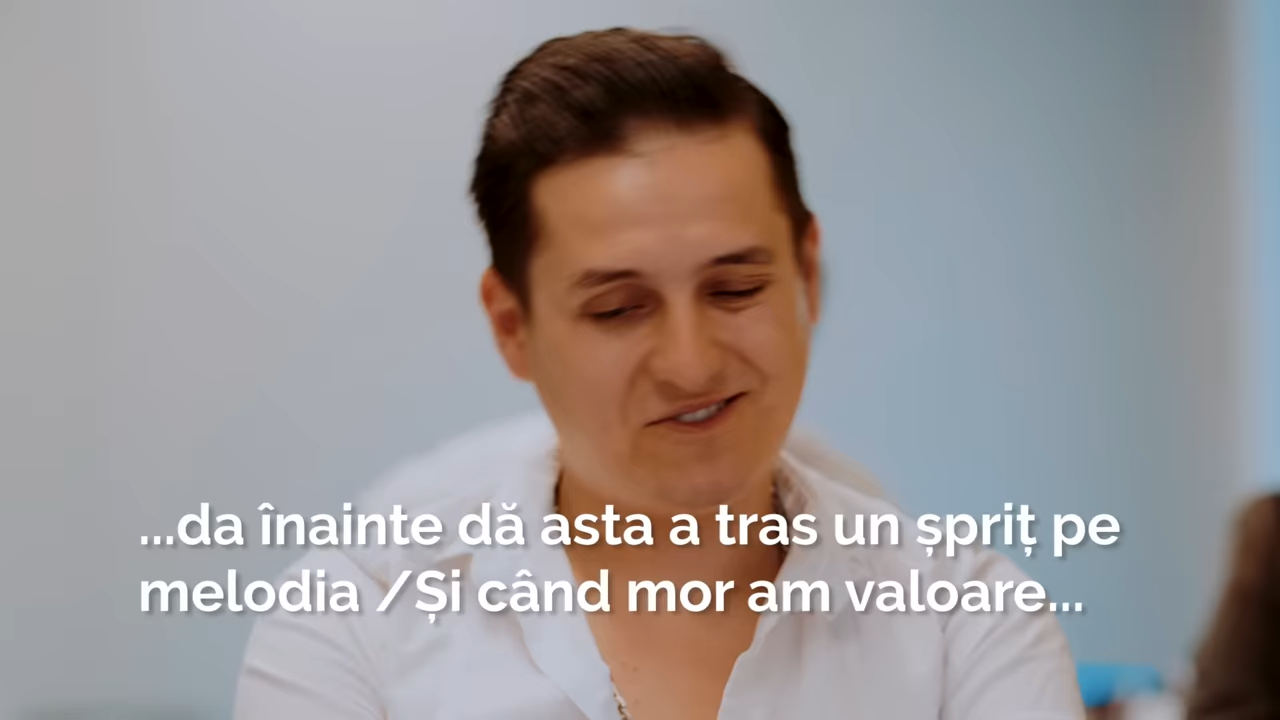 ...da înainte dă asta a tras un șpriț pe
melodia /Și când mor am valoare...